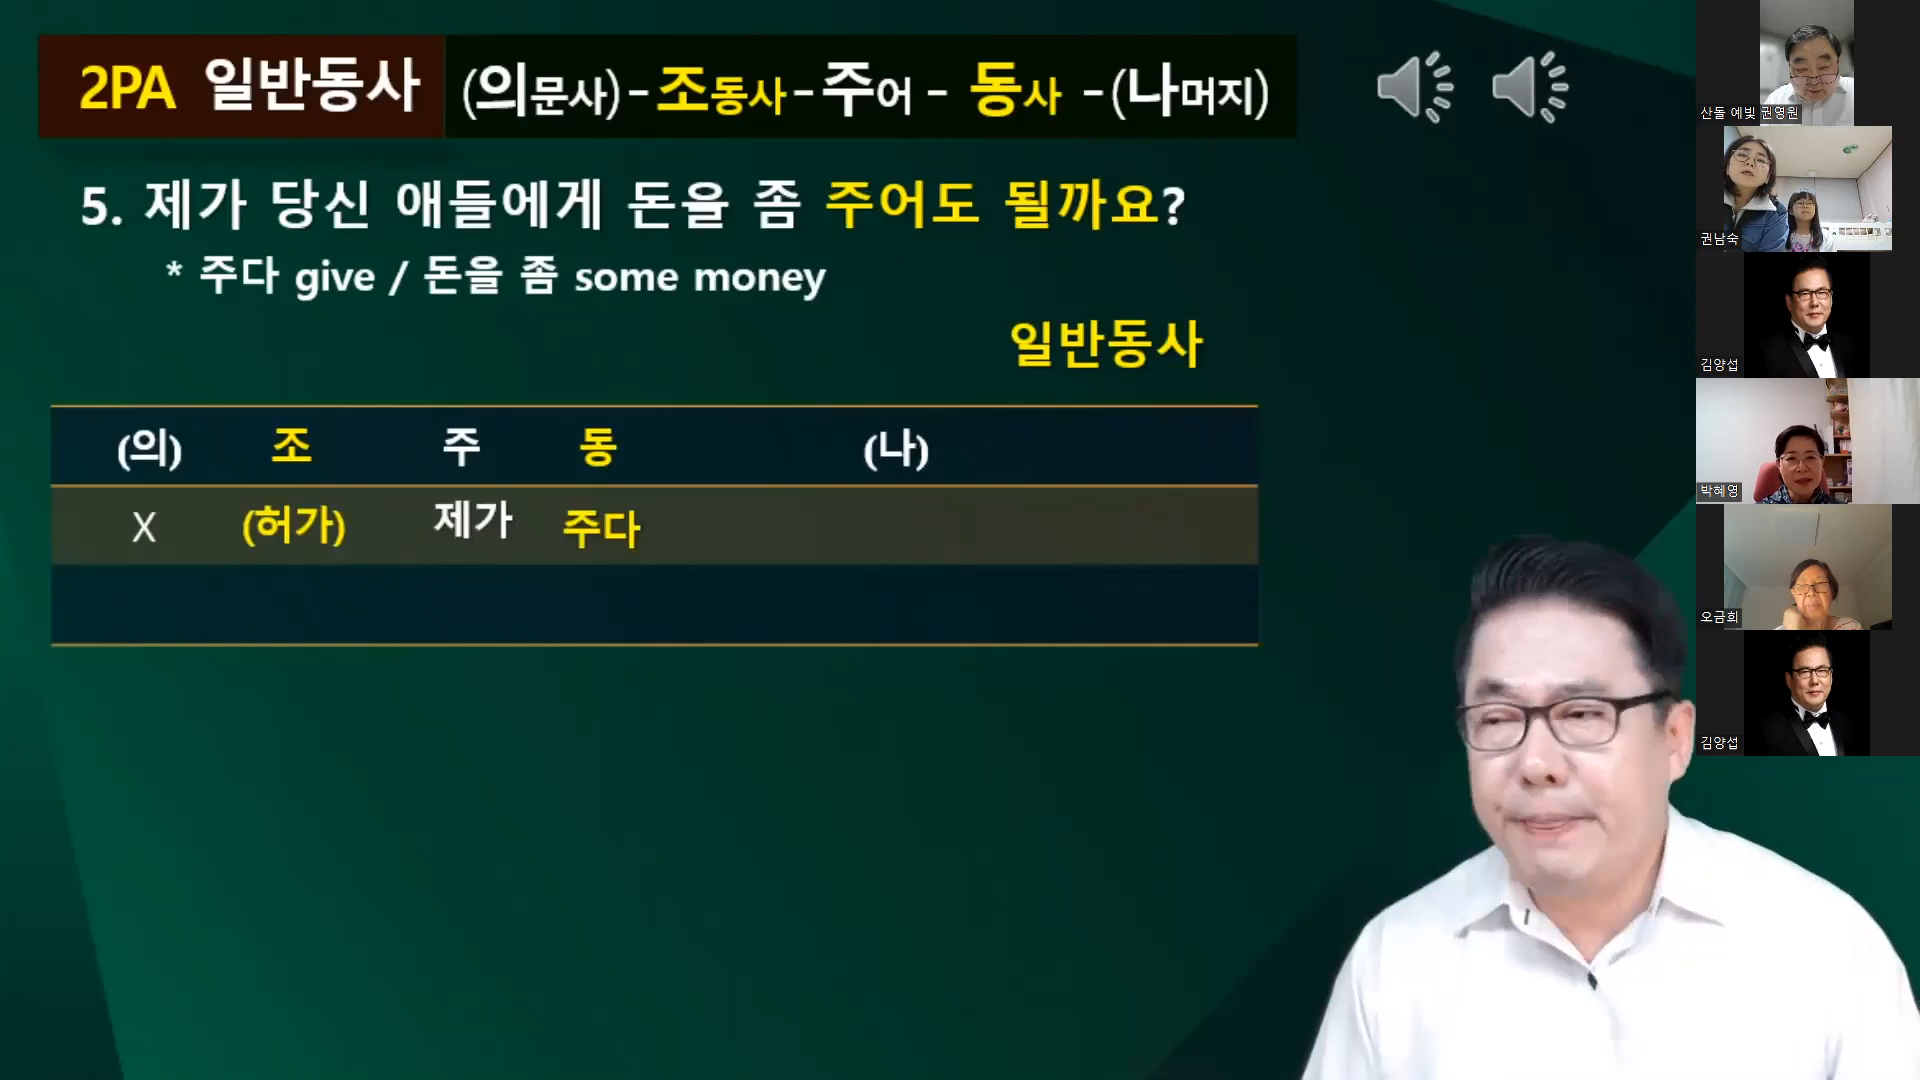 2PA 일반동사 (의문사) - 조동사 - 주어 - 동사 - (나머지)
5. 제가 당신 애들에게 돈을 좀 주어도 될까요?
* 주다 give / 돈을 좀 some money
일반동사
(의) 조 주 동 (나)
X (허가) 제가 주다
산돌 예빛 권영원
권남숙
김양섭
박혜영
오금희
김양섭